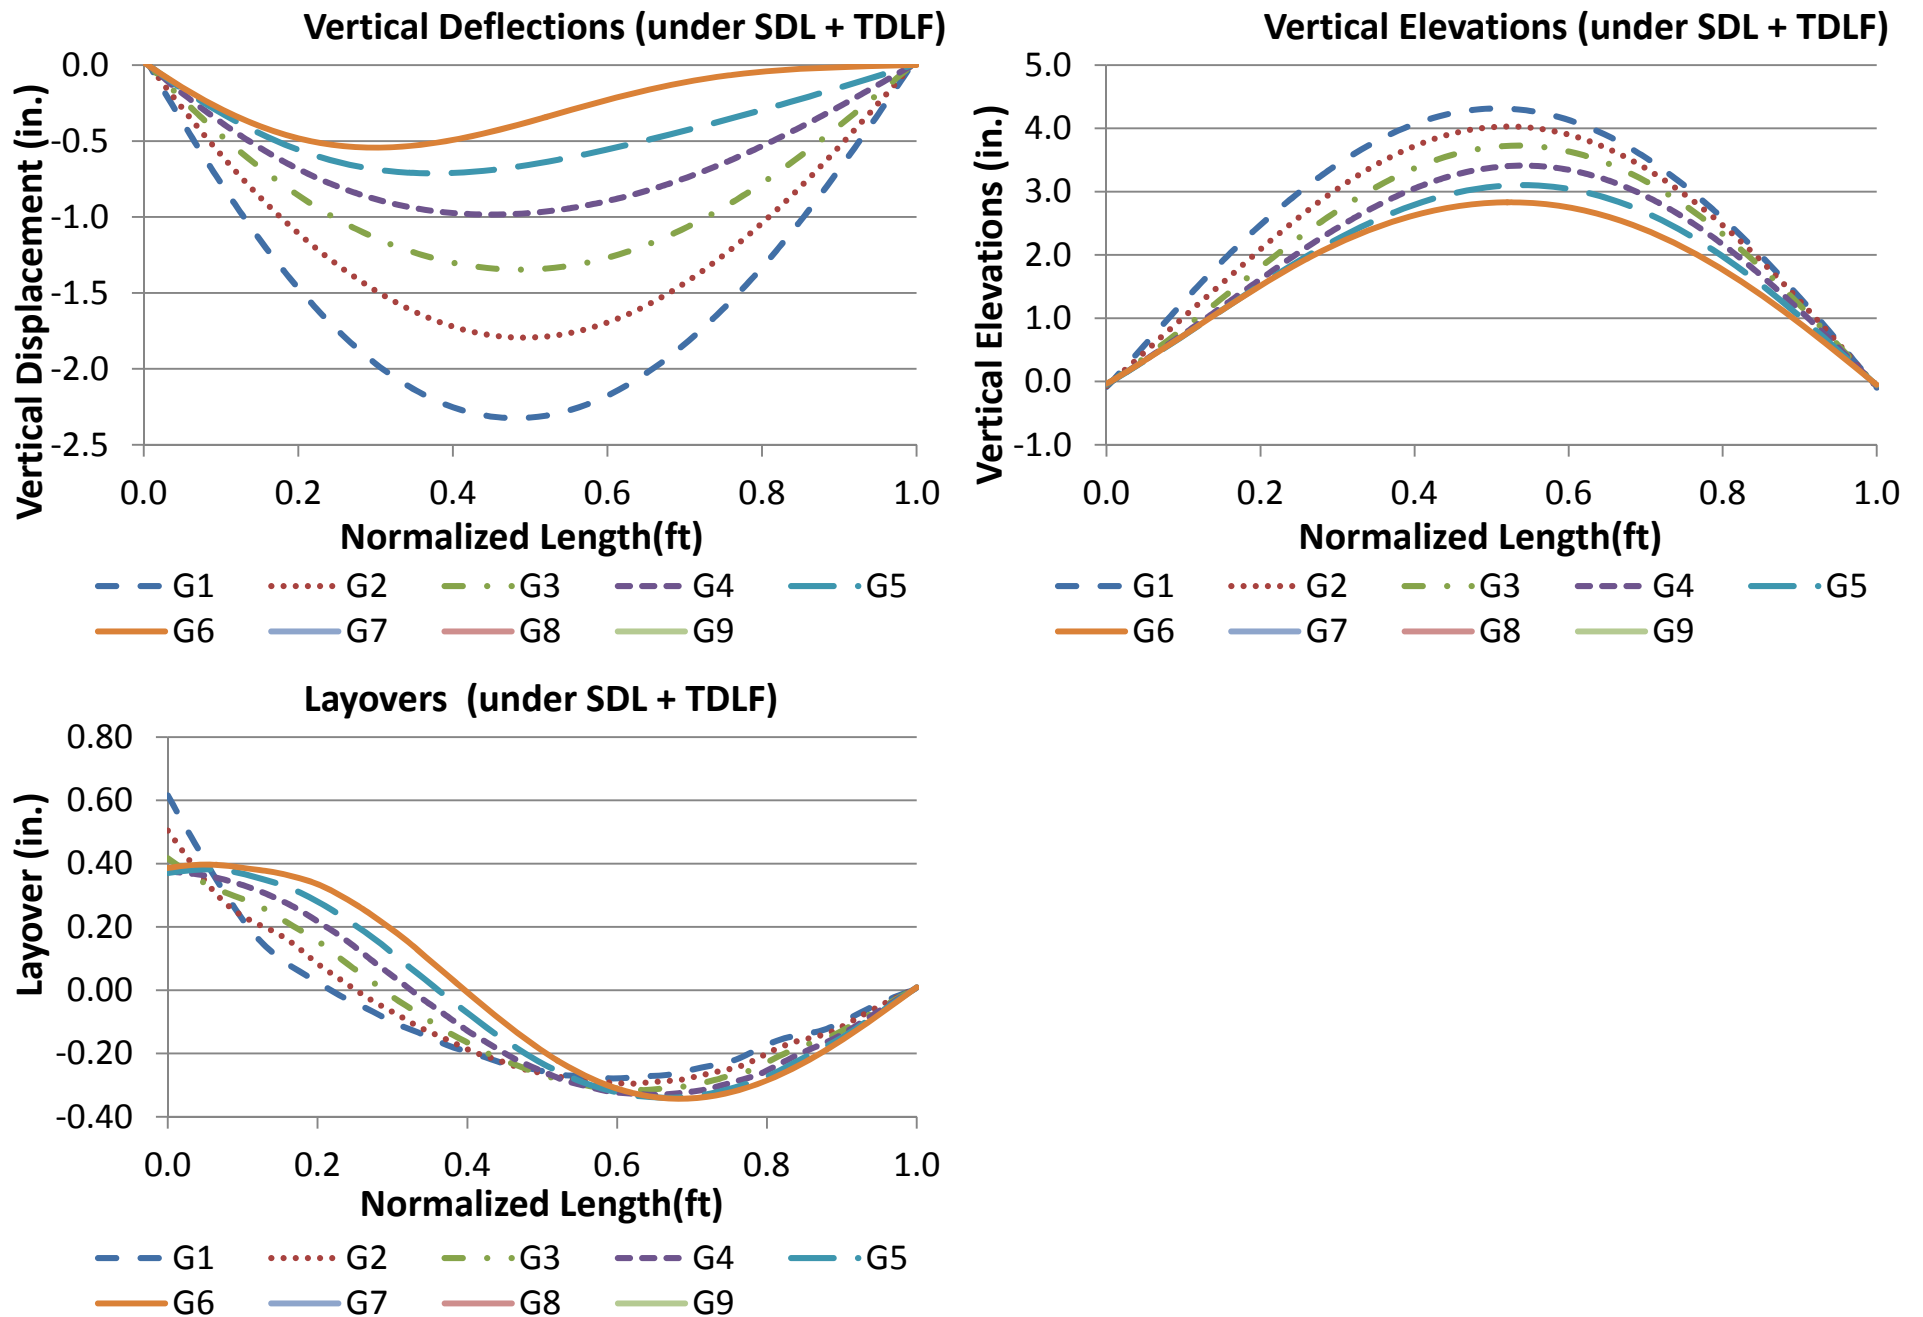 Vertical Deflections (under SDL + TDLF)
0.0
-0.5
-1.0
-1.5
-2.0
-2.5
Vertical Displacement (in.)
0.0 0.2 0.4 0.6 0.8 1.0
Normalized Length(ft)
G1 G2 G3 G4 G5
G6 G7 G8 G9
Vertical Elevations (under SDL + TDLF)
5.0
4.0
3.0
2.0
1.0
0.0
-1.0
Vertical Elevations (in.)
0.0 0.2 0.4 0.6 0.8 1.0
Normalized Length(ft)
G1 G2 G3 G4 G5
G6 G7 G8 G9
Layovers (under SDL + TDLF)
0.80
0.60
0.40
0.20
0.00
-0.20
-0.40
Layover (in.)
0.0 0.2 0.4 0.6 0.8 1.0
Normalized Length(ft)
G1 G2 G3 G4 G5
G6 G7 G8 G9